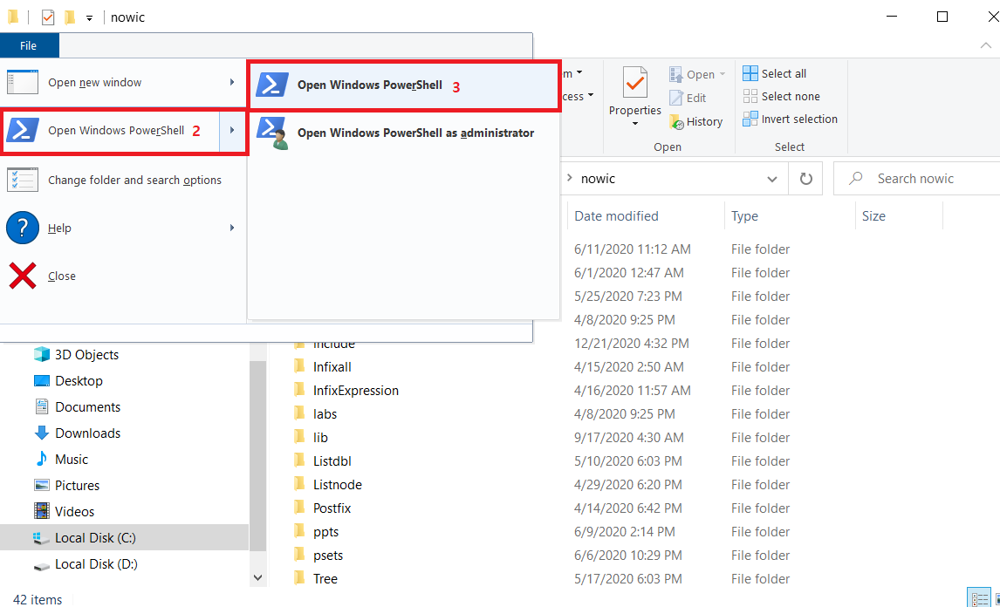 nowic
File
Open new window
Open Windows PowerShell 2
Change folder and search options
Help
Close
Open Windows PowerShell 3
Open Windows PowerShell as administrator
Properties
Open
Edit
History
Open
Select all
Select none
Invert selection
Select
nowic
Search nowic
Date modified Type Size
6/11/2020 11:12 AM File folder
6/1/2020 12:47 AM File folder
5/25/2020 7:23 PM File folder
4/8/2020 9:25 PM File folder
include 12/21/2020 4:32 PM File folder
Infixall 4/15/2020 2:50 AM File folder
InfixExpression 4/16/2020 11:57 AM File folder
labs 4/8/2020 9:25 PM File folder
lib 9/17/2020 4:30 AM File folder
Listdbl 5/10/2020 6:03 PM File folder
Listnode 4/29/2020 6:20 PM File folder
Postfix 4/14/2020 6:42 PM File folder
ppts 6/9/2020 2:14 PM File folder
psets 6/6/2020 10:29 PM File folder
Tree 5/17/2020 6:03 PM File folder
3D Objects
Desktop
Documents
Downloads
Music
Pictures
Videos
Local Disk (C:)
Local Disk (D:)
42 items